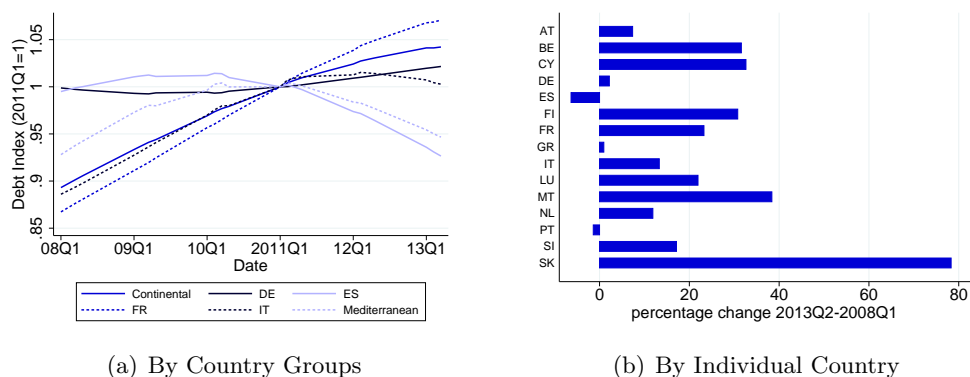 Debt Index (2011Q1=1)
1.05
1
.95
.9
.85
08Q1 09Q1 10Q1 2011Q1 12Q1 13Q1
Date
Continental DE ES
FR IT Mediterranean
(a) By Country Groups
AT
BE
CY
DE
ES
FI
FR
GR
IT
LU
MT
NL
PT
SI
SK
0 20 40 60 80
percentage change 2013Q2-2008Q1
(b) By Individual Country